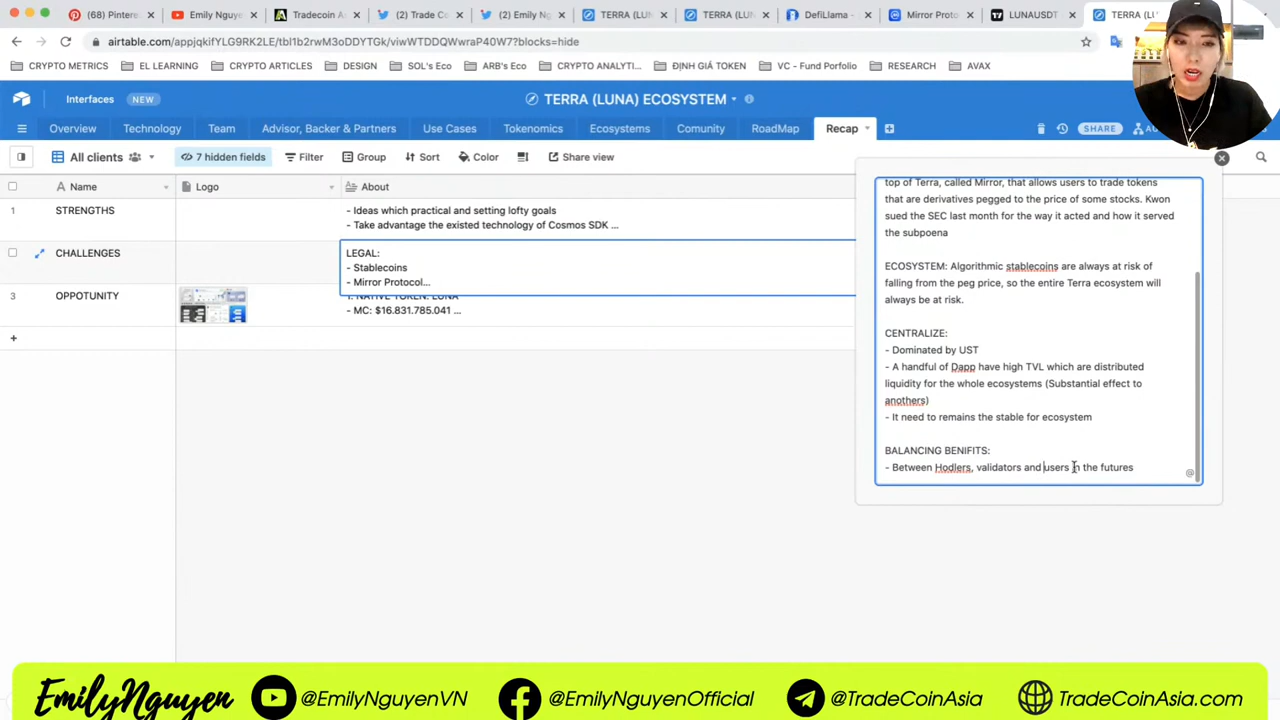 (68) Pinteres
Emily Nguye
Tradecoin A
(2) Trade Co
(2) Emily Ng
TERRA (LUN
TERRA (LUN
DefiLlama -
Mirror Proto
LUNAUSDT
TERRA (LU
airtable.com/appjqkifYLG9RK2LE/tbl1b2rwM3oDDYTGk/viwWTDDQWwraP40W7?blocks=hide
CRYPTO METRICS
EL LEARNING
CRYPTO ARTICLES
DESIGN
SOL's Eco
ARB's Eco
CRYPTO ANALYTI...
ĐỊNH GIÁ TOKEN
VC - Fund Porfolio
RESEARCH
AVAX
Interfaces
NEW
TERRA (LUNA) ECOSYSTEM
Overview
Technology
Team
Advisor, Backer & Partners
Use Cases
Tokenomics
Ecosystems
Comunity
RoadMap
Recap
SHARE
All clients
7 hidden fields
Filter
Group
Sort
Color
Share view
Name
Logo
About
1
STRENGTHS
- Ideas which practical and setting lofty goals
- Take advantage the existed technology of Cosmos SDK ...
CHALLENGES
LEGAL:
- Stablecoins
- Mirror Protocol...
3
OPPOTUNITY
1. NATIVE TOKEN: LUNA
- MC: $16.831.785.041 ...
top of Terra, called Mirror, that allows users to trade tokens
that are derivatives pegged to the price of some stocks. Kwon
sued the SEC last month for the way it acted and how it served
the subpoena
ECOSYSTEM: Algorithmic stablecoins are always at risk of
falling from the peg price, so the entire Terra ecosystem will
always be at risk.
CENTRALIZE:
- Dominated by UST
- A handful of Dapp have high TVL which are distributed
liquidity for the whole ecosystems (Substantial effect to
anothers)
- It need to remains the stable for ecosystem
BALANCING BENIFITS:
- Between Hodlers, validators and users in the futures
@
EmilyNguyen
@EmilyNguyenVN
@EmilyNguyenOfficial
@TradeCoinAsia
TradeCoinAsia.com